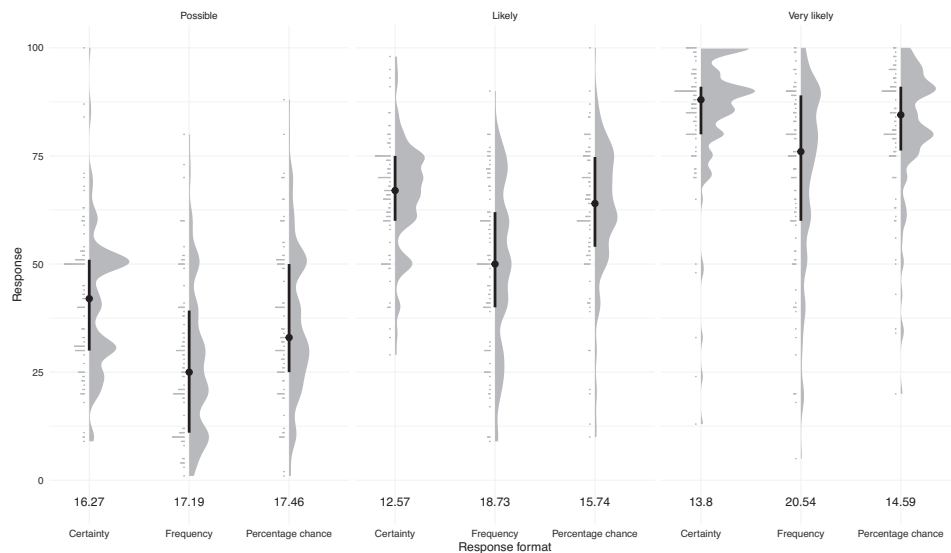 Possible Likely Very likely
100
75
50
25
0
Response
16.27 17.19 17.46 12.57 18.73 15.74 13.8 20.54 14.59
Certainty Frequency Percentage chance Certainty Frequency Percentage chance Certainty Frequency Percentage chance
Response format